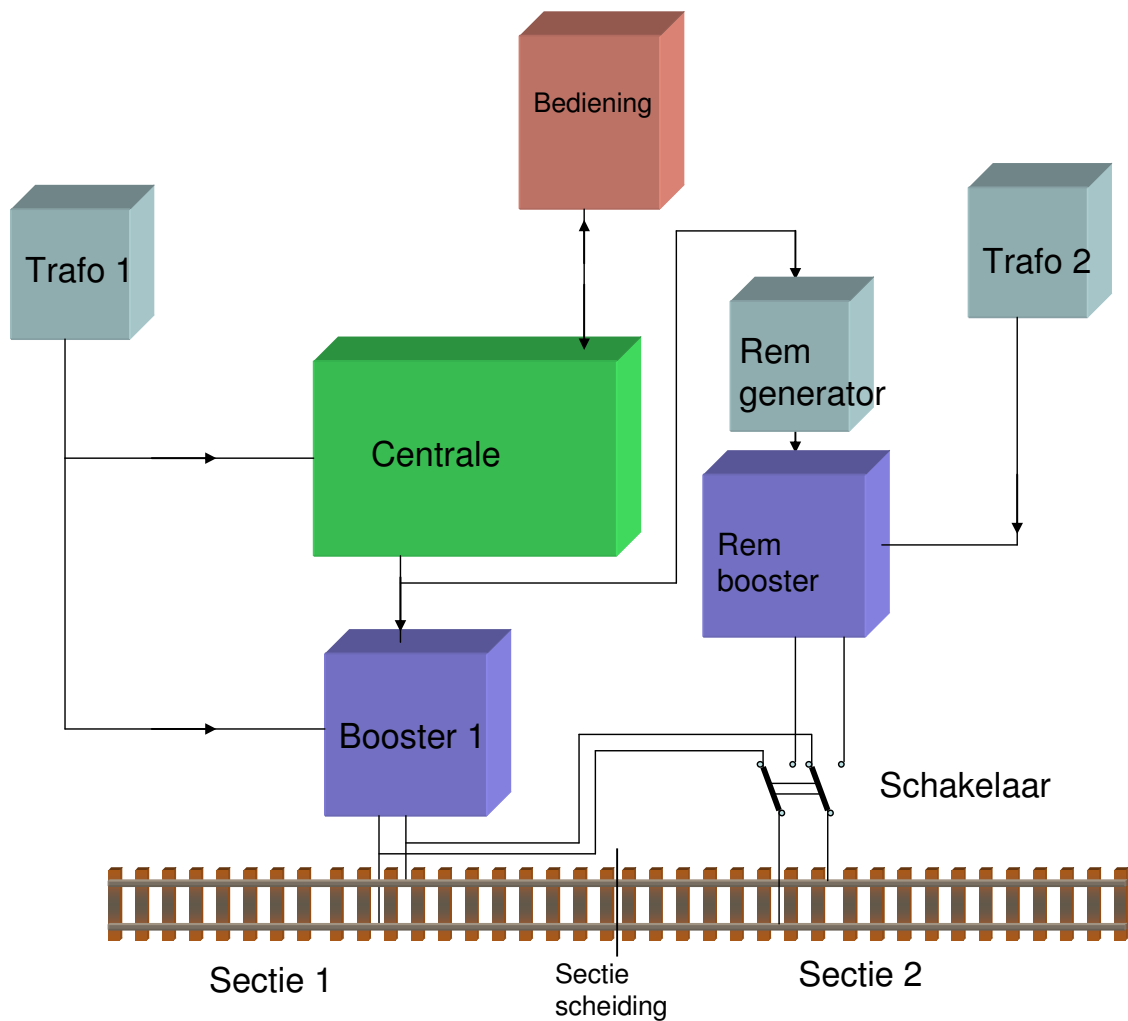 Bediening
Trafo 1
Trafo 2
Rem
generator
Centrale
Rem
booster
Booster 1
Schakelaar
Sectie 1
Sectie
scheiding
Sectie 2